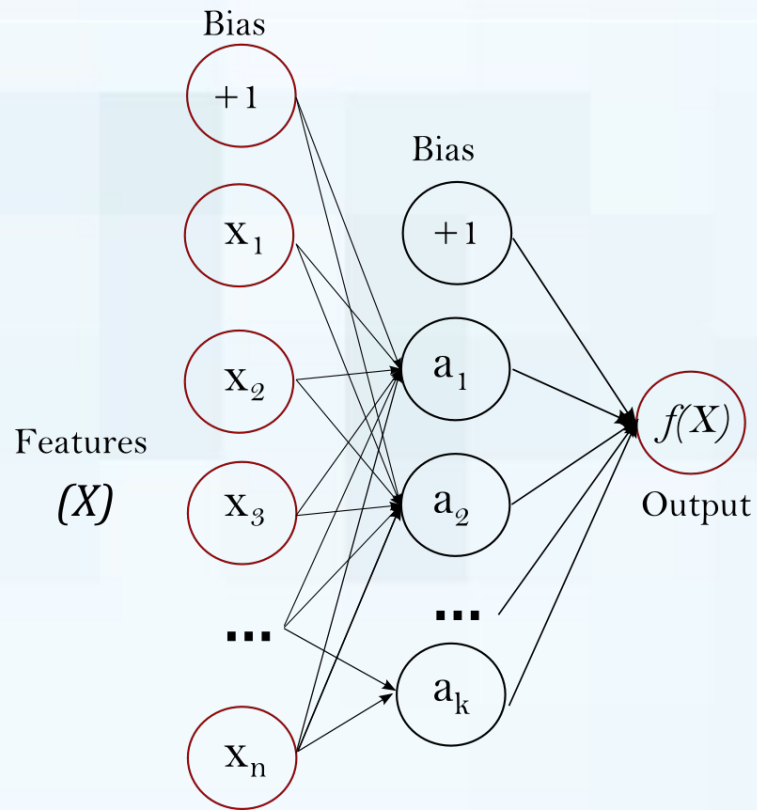 Bias
+1
x1
x2
x3
...
xn
Features
(X)
Bias
+1
a1
a2
...
ak
f(X)
Output